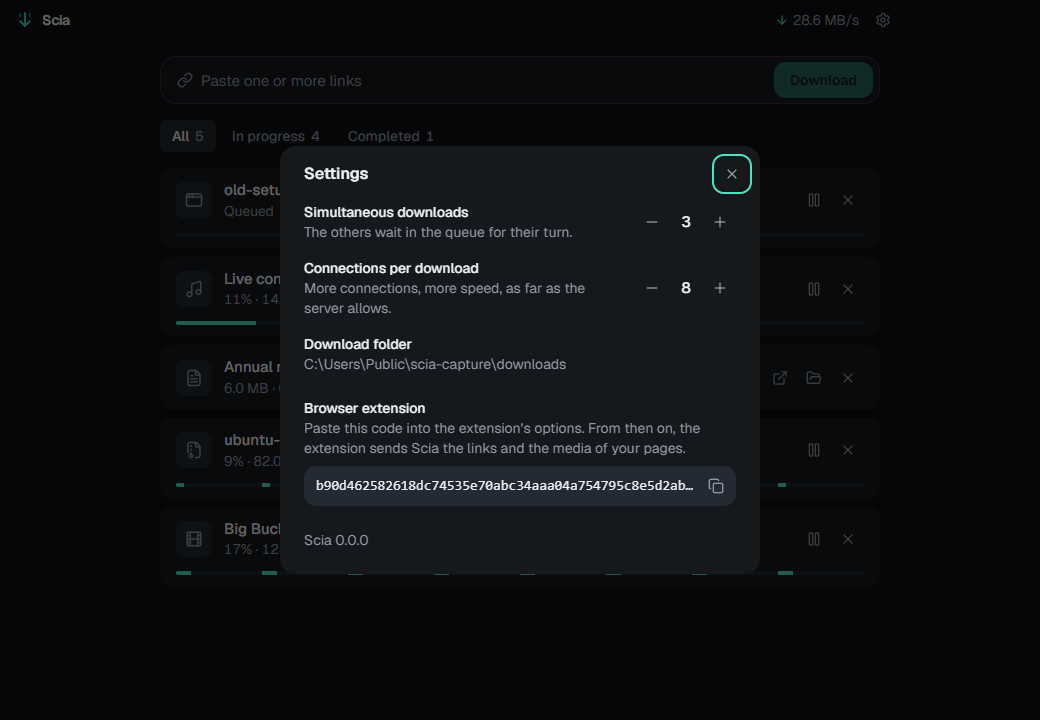 Scia
28.6 MB/s
Paste one or more links
Download
All 5
In progress 4
Completed 1
Settings
old-setu
Queued
Simultaneous downloads
The others wait in the queue for their turn.
3
Live con
11% · 14
Connections per download
More connections, more speed, as far as the
server allows.
8
Download folder
C:\Users\Public\scia-capture\downloads
Annual
6.0 MB ·
Browser extension
Paste this code into the extension's options. From then on, the
extension sends Scia the links and the media of your pages.
ubuntu-
9% · 82.0
b90d462582618dc74535e70abc34aaa04a754795c8e5d2ab…
Big Buc
17% · 12
Scia 0.0.0